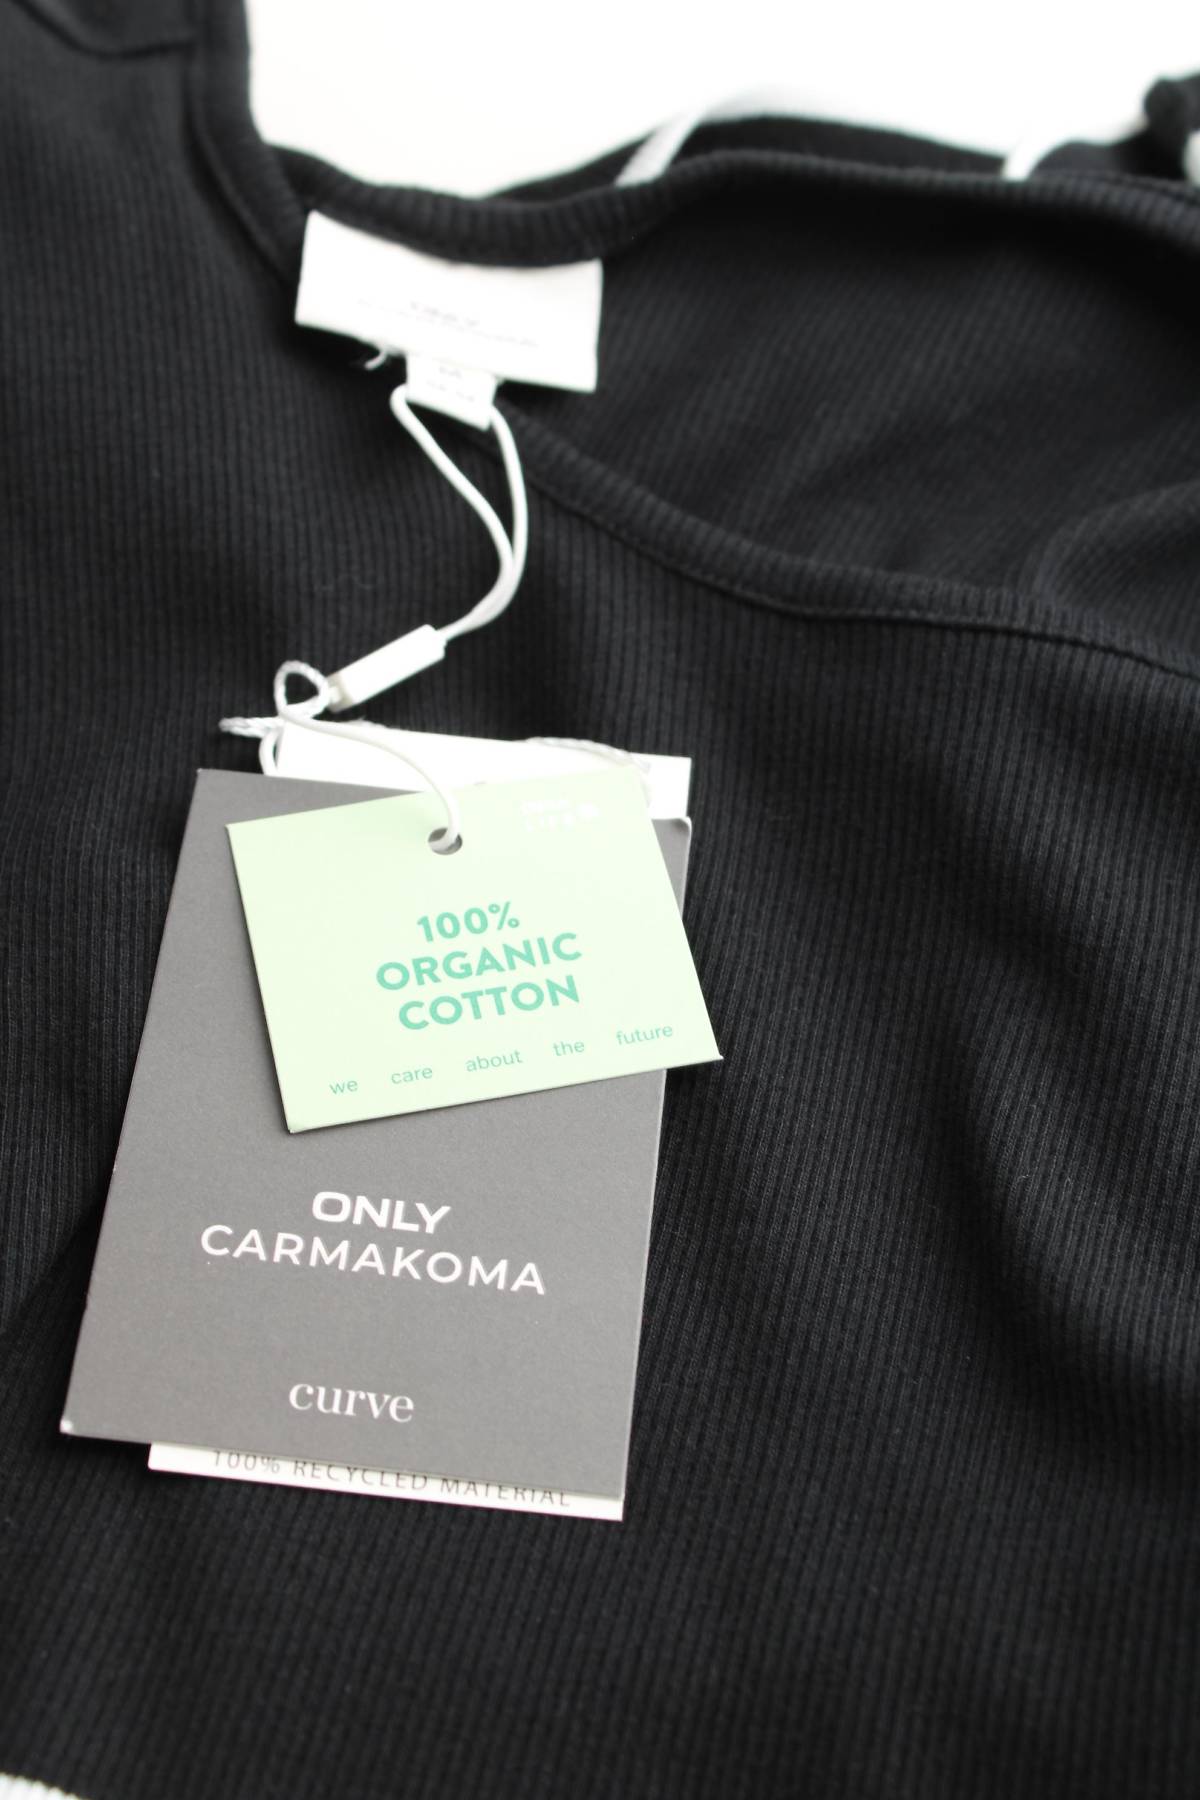 100%
ORGANIC
COTTON
we care about the future
ONLY
CARMAKOMA
curve
100% RECYCLED MATERIAL